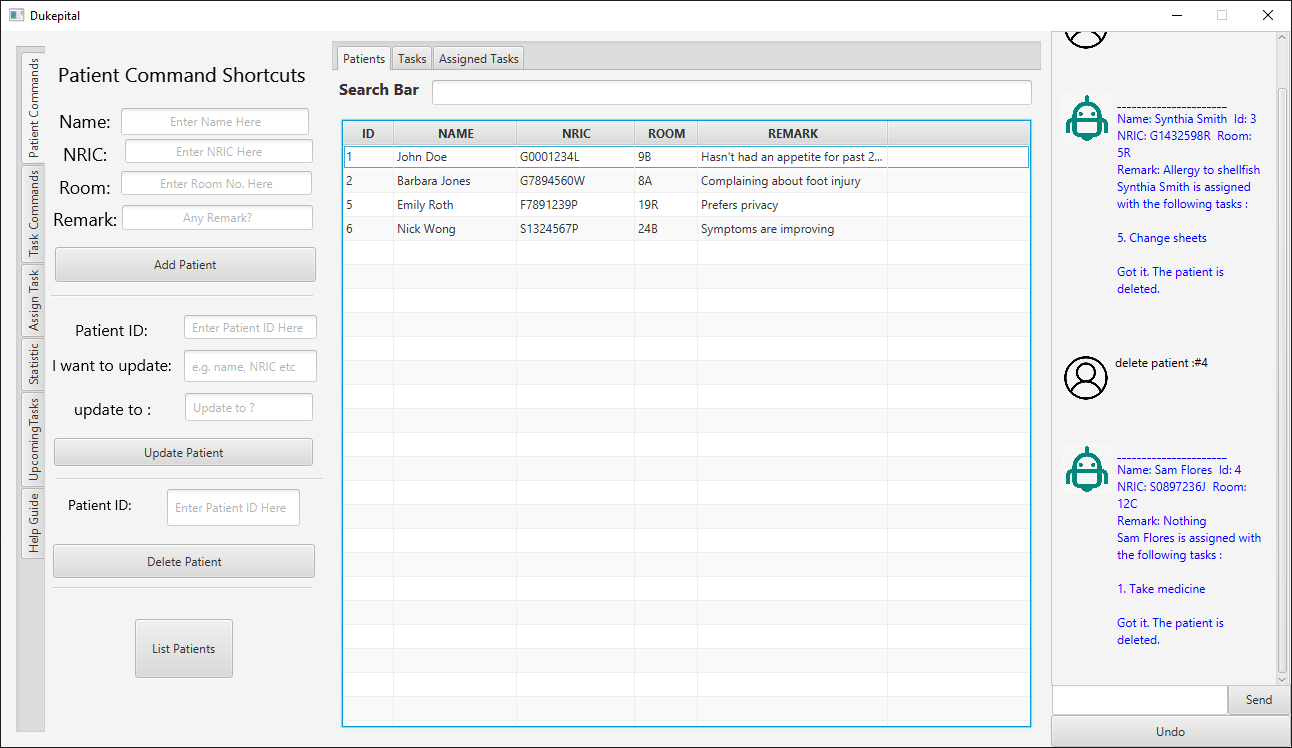 Dukepital
Patient Commands
Task Commands
Assign Task
Statistic
UpcomingTasks
Help Guide
Patient Command Shortcuts
Name: Enter Name Here
NRIC: Enter NRIC Here
Room: Enter Room No. Here
Remark: Any Remark?
Add Patient
Patient ID: Enter Patient ID Here
I want to update: e.g. name, NRIC etc
update to : Update to ?
Update Patient
Patient ID: Enter Patient ID Here
Delete Patient
List Patients
Patients Tasks Assigned Tasks
Search Bar
ID NAME NRIC ROOM REMARK
1 John Doe G0001234L 9B Hasn't had an appetite for past 2...
2 Barbara Jones G7894560W 8A Complaining about foot injury
5 Emily Roth F7891239P 19R Prefers privacy
6 Nick Wong S1324567P 24B Symptoms are improving
______________________
Name: Synthia Smith Id: 3
NRIC: G1432598R Room:
5R
Remark: Allergy to shellfish
Synthia Smith is assigned
with the following tasks :
5. Change sheets
Got it. The patient is
deleted.
delete patient :#4
______________________
Name: Sam Flores Id: 4
NRIC: S0897236J Room:
12C
Remark: Nothing
Sam Flores is assigned with
the following tasks :
1. Take medicine
Got it. The patient is
deleted.
Send
Undo